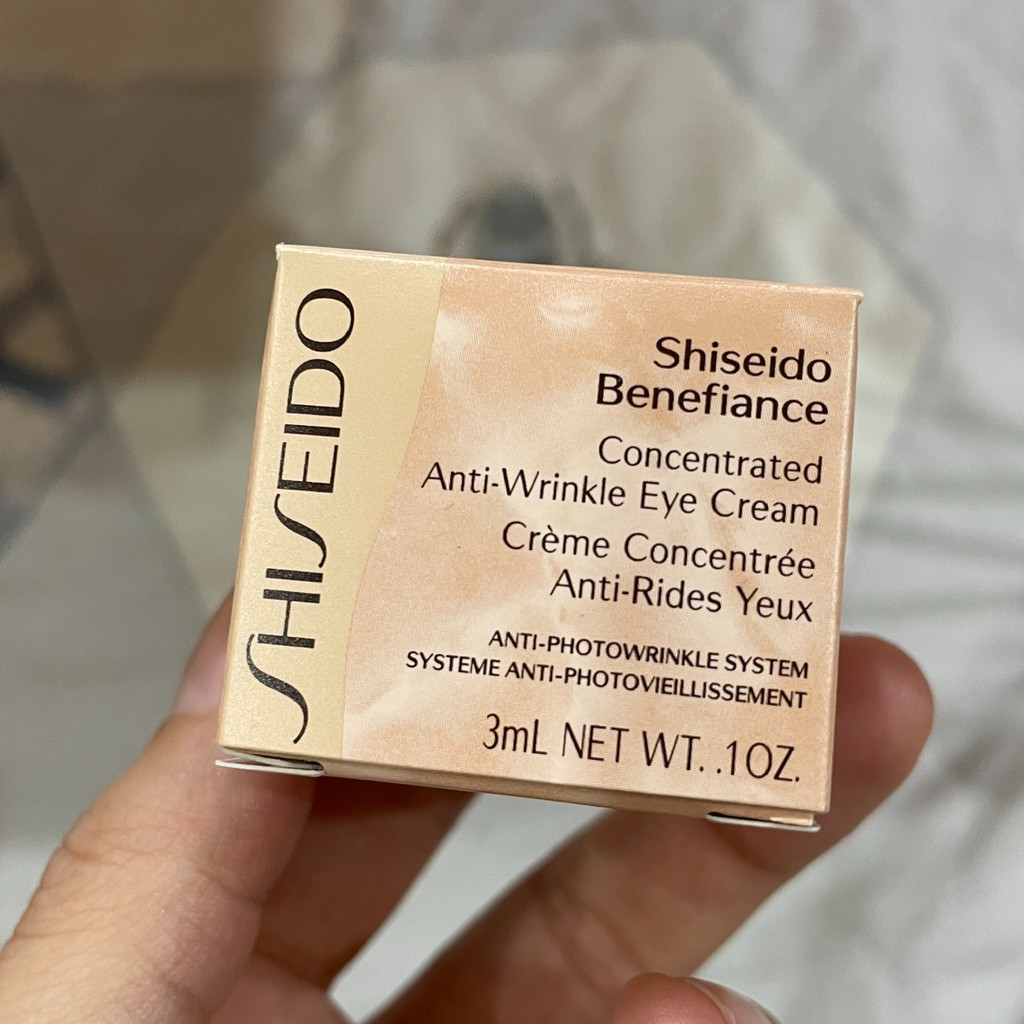 SHISEIDO
Shiseido
Benefiance
Concentrated
Anti-Wrinkle Eye Cream
Crème Concentrée
Anti-Rides Yeux
ANTI-PHOTOWRINKLE SYSTEM
SYSTEME ANTI-PHOTOVIEILLISSEMENT
3mL NET WT. .1OZ.